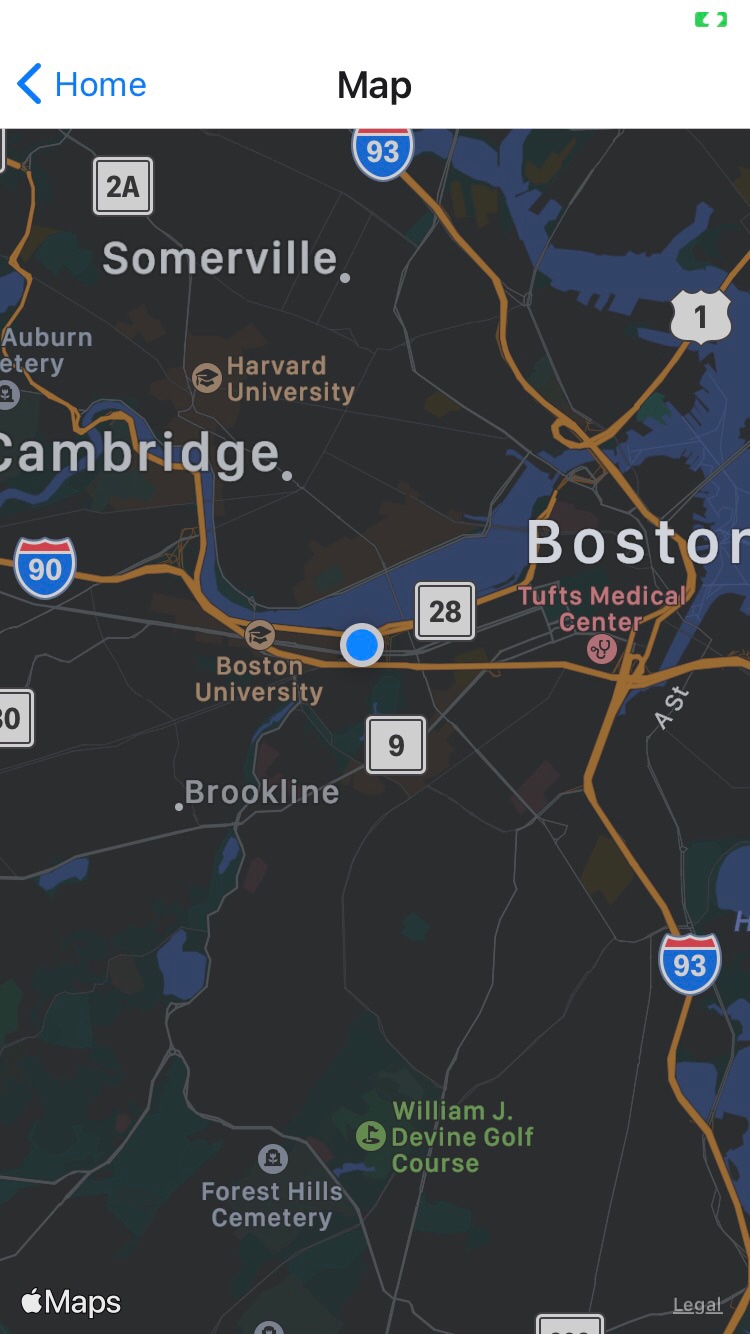 Home
Map
93
2A
Somerville
1
Auburn
etery
Harvard
University
Cambridge
Boston
90
28
Tufts Medical
Center
Boston
University
30
9
A St
Brookline
H
93
William J.
Devine Golf
Course
Forest Hills
Cemetery
Maps
Legal